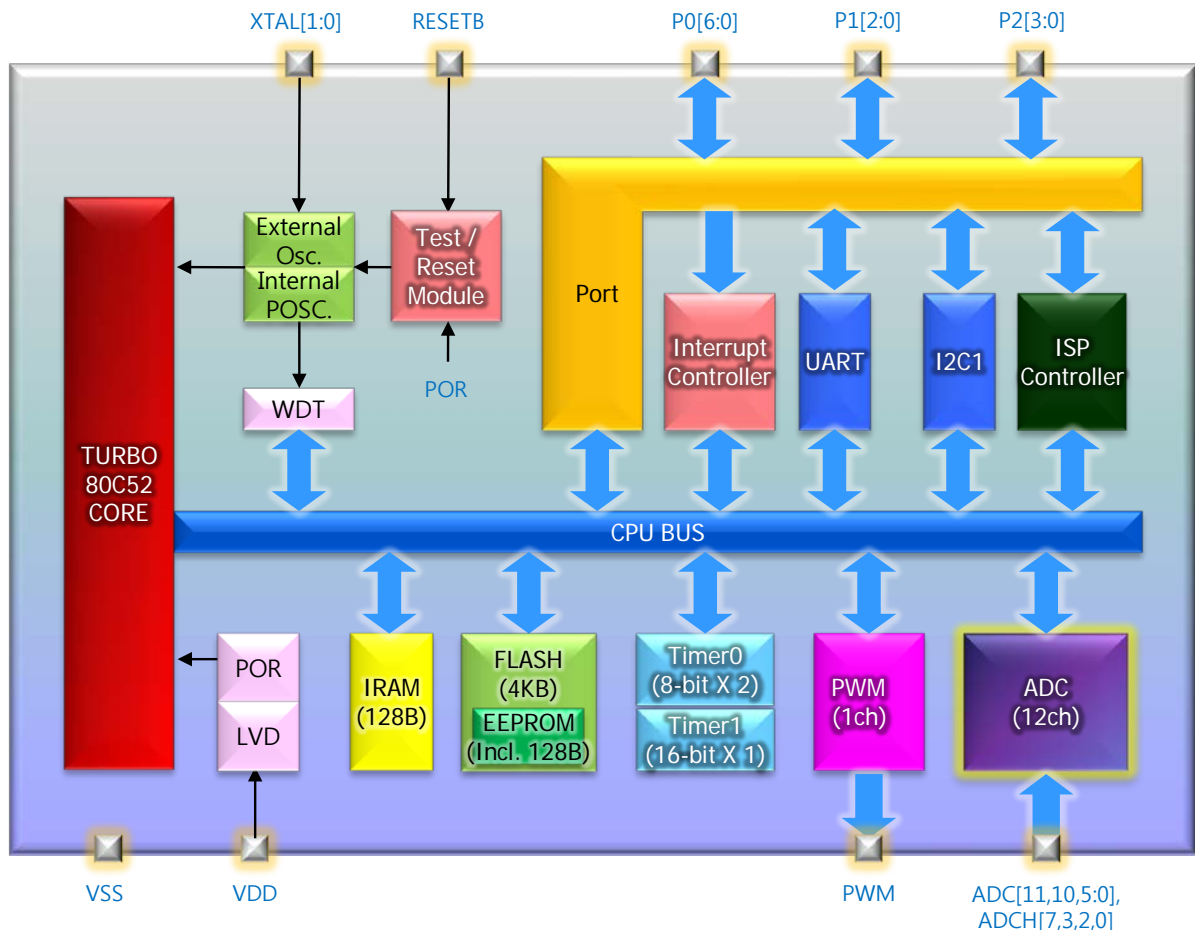 XTAL[1:0]
RESETB
P0[6:0]
P1[2:0]
P2[3:0]
External
Osc.
Internal
POSC.
Test /
Reset
Module
POR
WDT
Port
Interrupt
Controller
UART
I2C1
ISP
Controller
TURBO
80C52
CORE
CPU BUS
POR
LVD
IRAM
(128B)
FLASH
(4KB)
EEPROM
(Incl. 128B)
Timer0
(8-bit X 2)
Timer1
(16-bit X 1)
PWM
(1ch)
ADC
(12ch)
VSS
VDD
PWM
ADC[11,10,5:0],
ADCH[7,3,2,0]